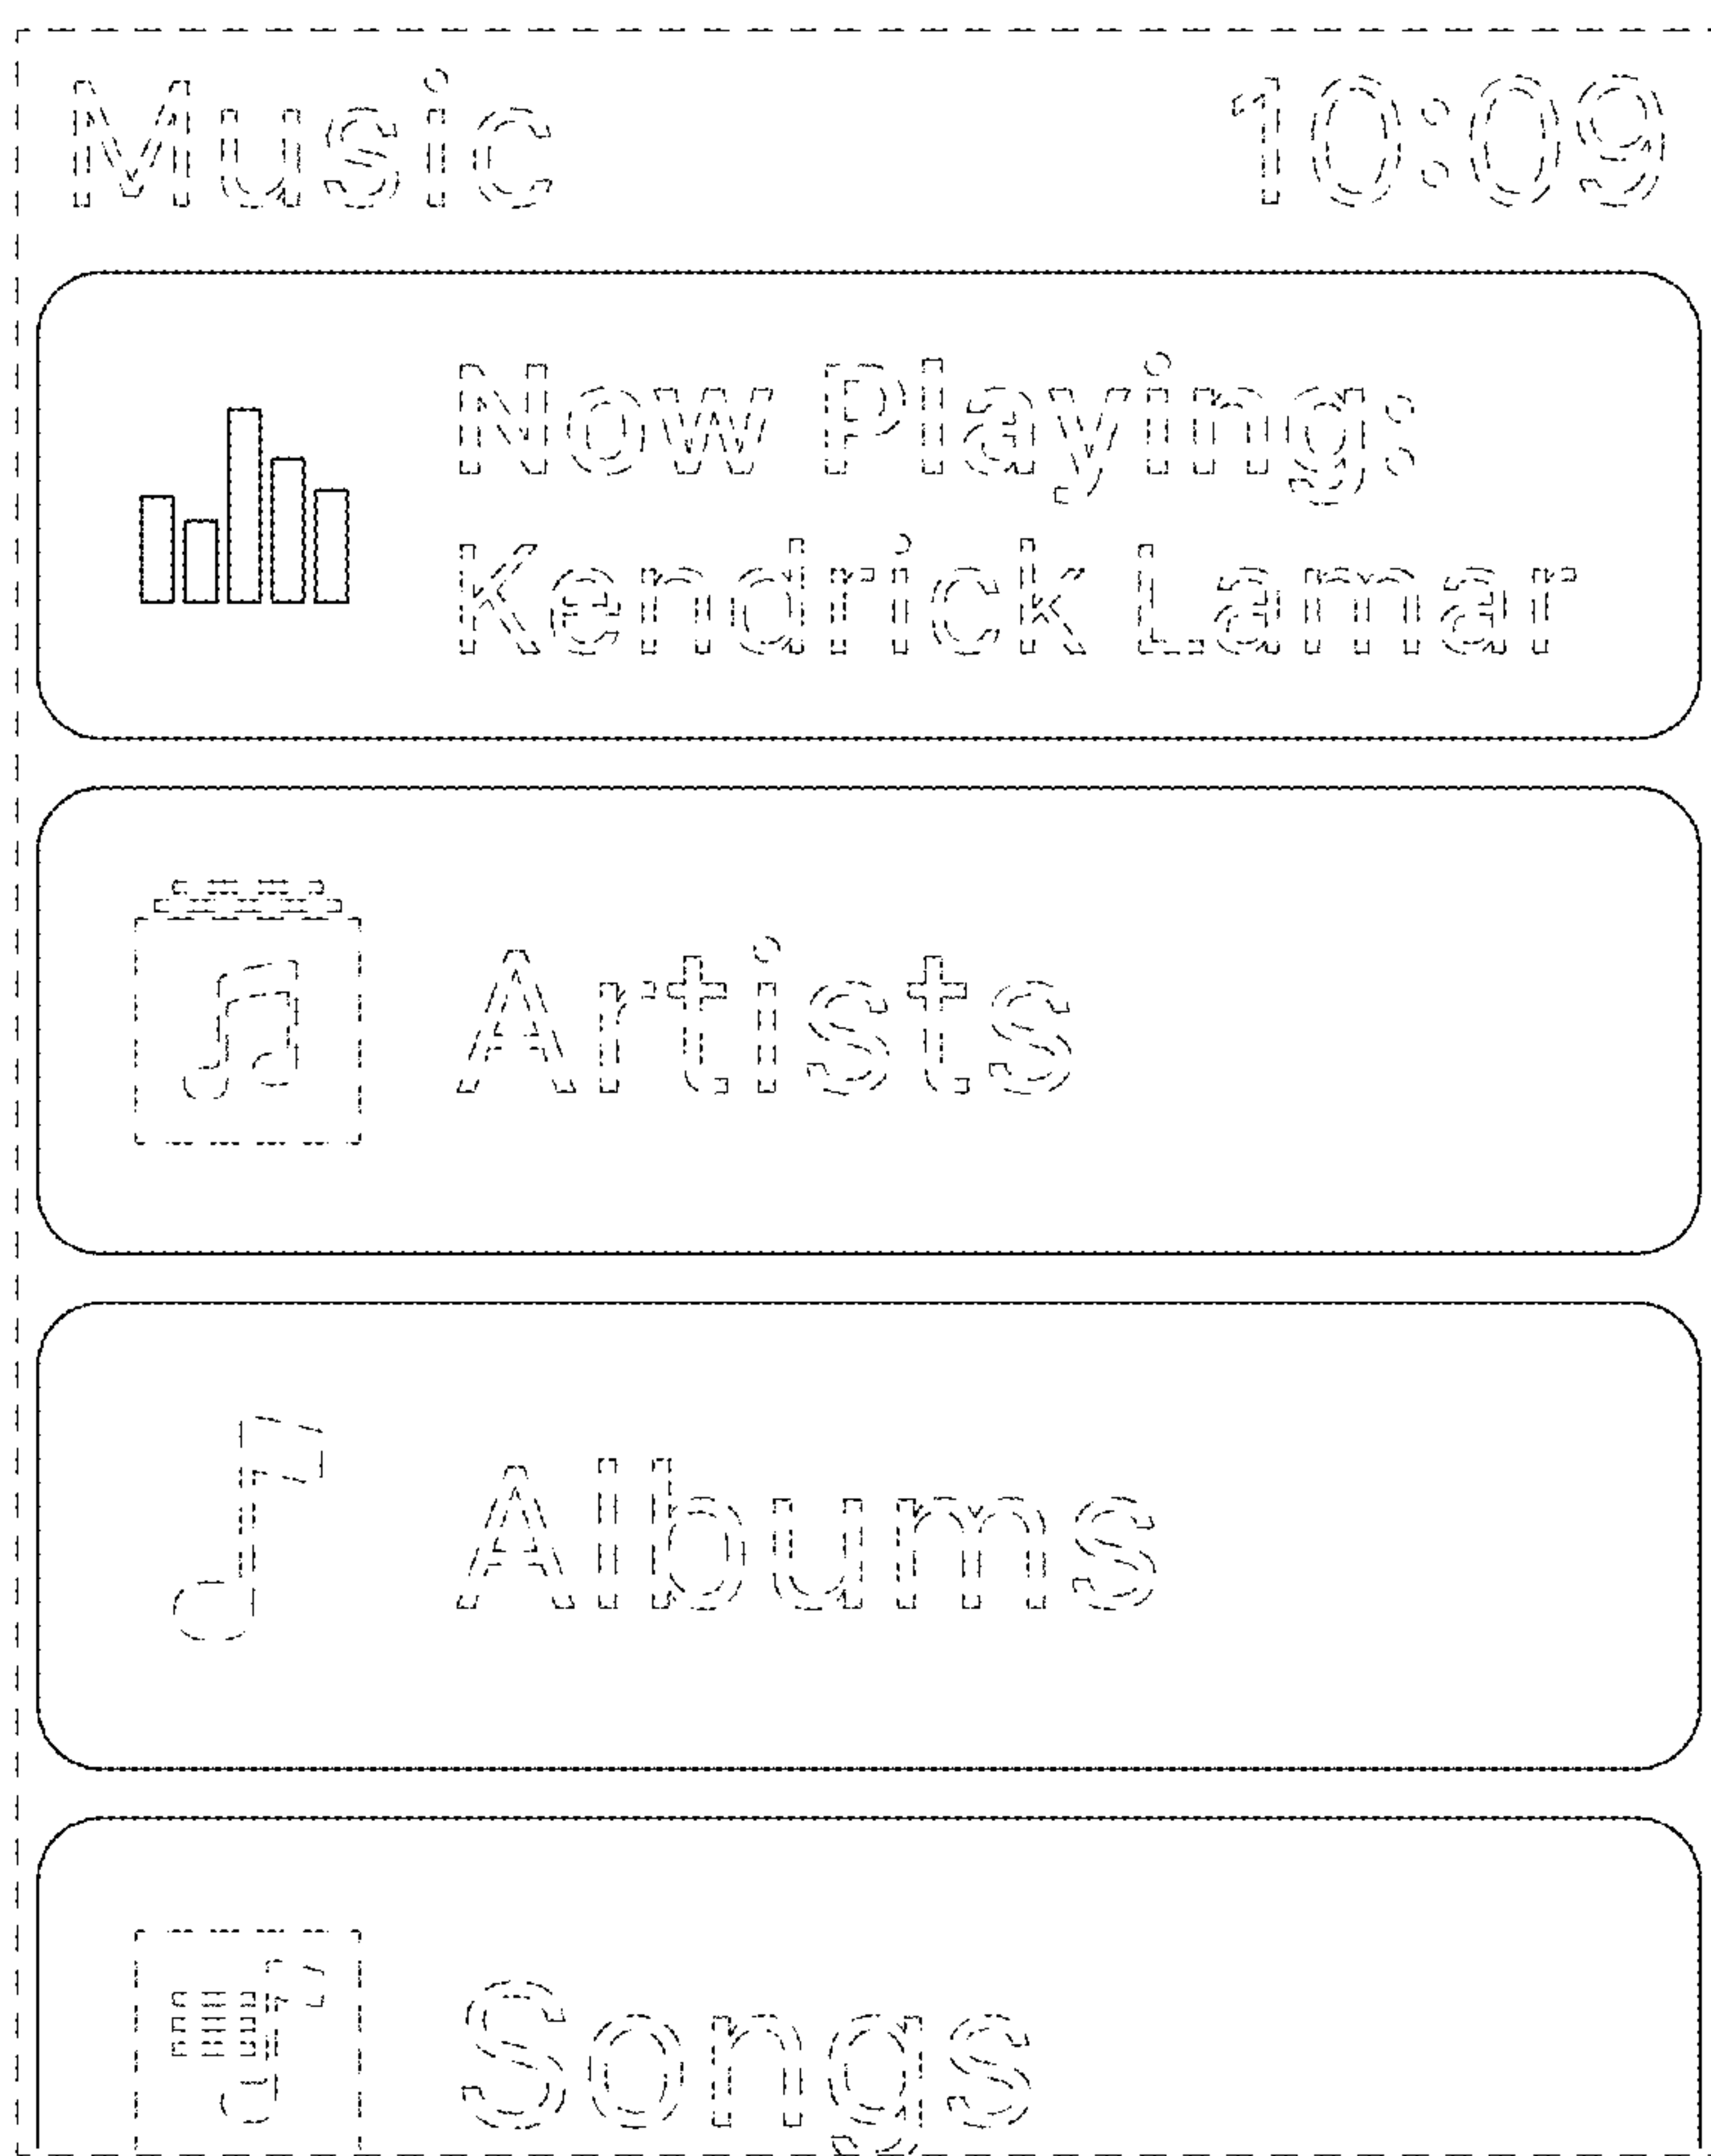 Music 10:09
Now Playing:
Kendrick Lamar
Artists
Albums
Songs